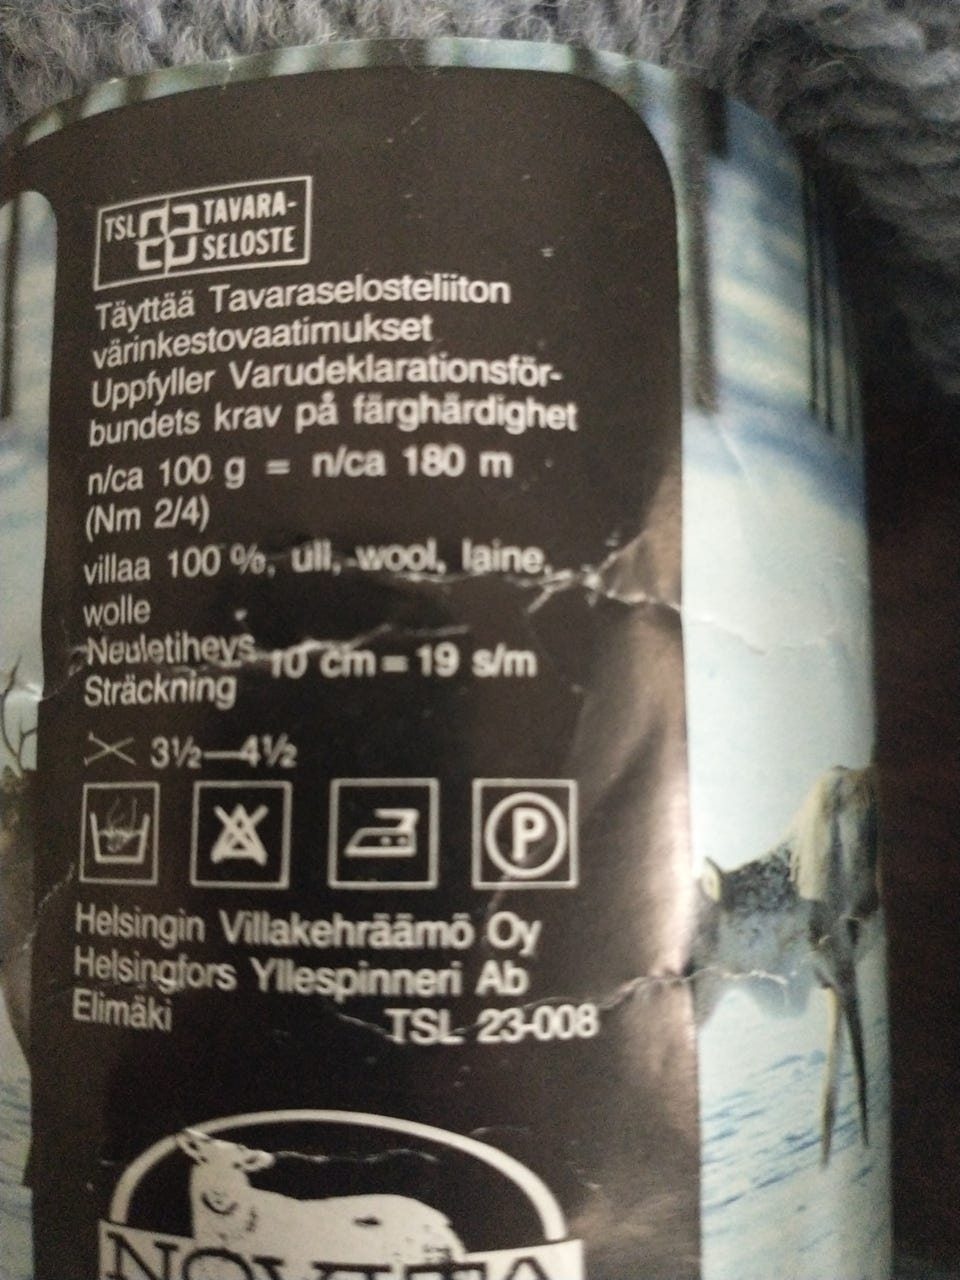 TSL TAVARA-
SELOSTE
Täyttää Tavaraselosteliiton
värinkestovaatimukset
Uppfyller Varudeklarationsför-
bundets krav på färghärdighet
n/ca 100 g = n/ca 180 m
(Nm 2/4)
villaa 100 %, ull, wool, laine,
wolle
Neuletiheys 10 cm = 19 s/m
Sträckning
3½—4½
P
Helsingin Villakehräämö Oy
Helsingfors Yllespinneri Ab
Elimäki TSL 23-008
NOVITA